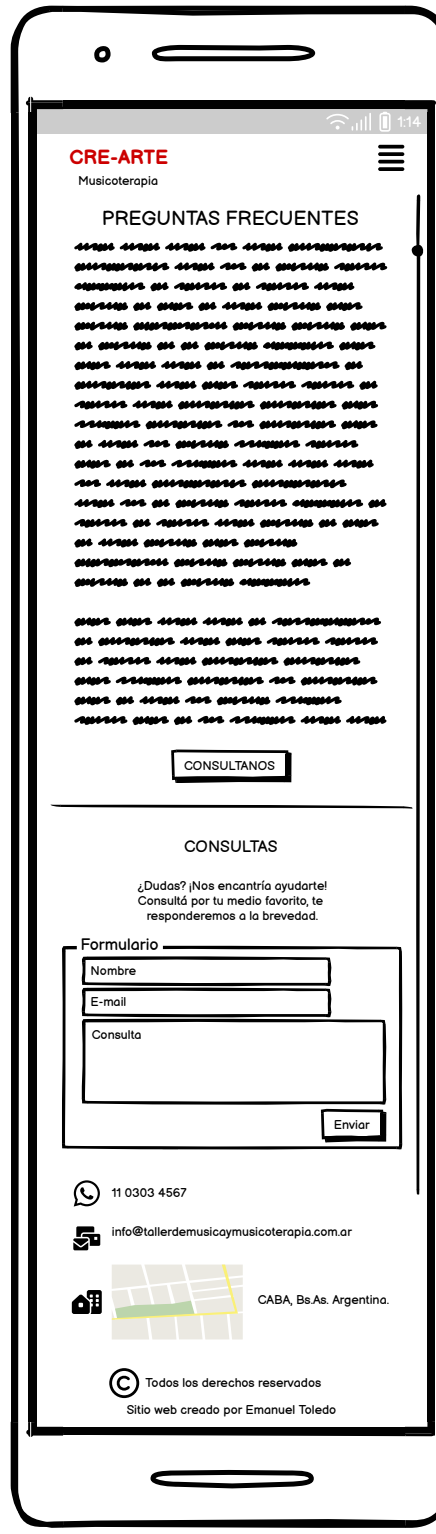 1:14
CRE-ARTE
Musicoterapia
PREGUNTAS FRECUENTES
CONSULTANOS
CONSULTAS
¿Dudas? ¡Nos encantría ayudarte!
Consultá por tu medio favorito, te
responderemos a la brevedad.
Formulario
Nombre
E-mail
Consulta
Enviar
11 0303 4567
info@tallerdemusicaymusicoterapia.com.ar
CABA, Bs.As. Argentina.
© Todos los derechos reservados
Sitio web creado por Emanuel Toledo